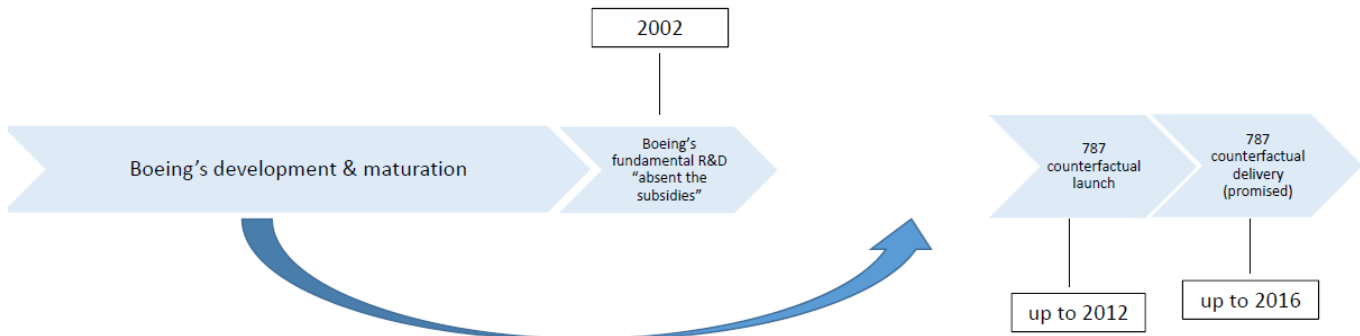 2002
Boeing's development & maturation
Boeing's
fundamental R&D
"absent the
subsidies"
787
counterfactual
launch
787
counterfactual
delivery
(promised)
up to 2012
up to 2016